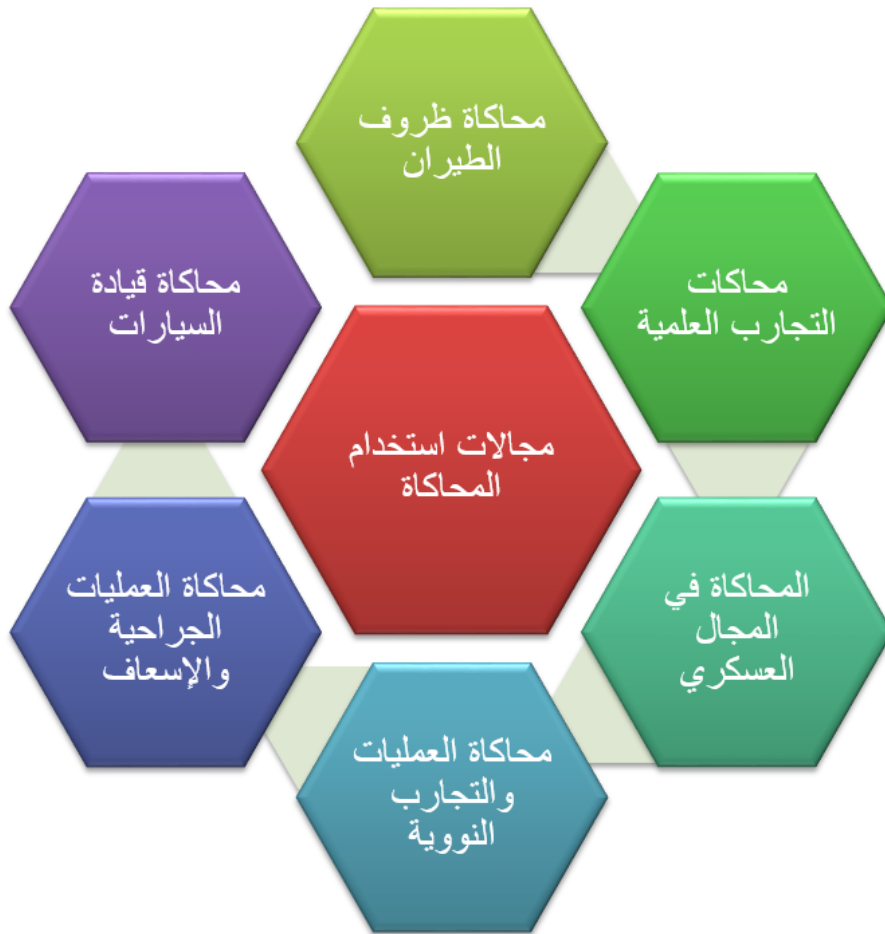 محاكاة ظروف
الطيران
محاكات
التجارب العلمية
محاكاة قيادة
السيارات
مجالات استخدام
المحاكاة
المحاكاة في
المجال
العسكري
محاكاة العمليات
الجراحية
والإسعاف
محاكاة العمليات
والتجارب
النووية